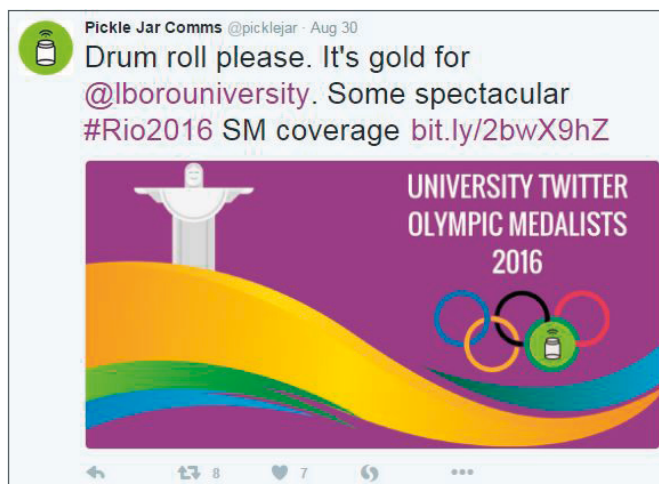 Pickle Jar Comms @picklejar · Aug 30
Drum roll please. It's gold for
@lborouniversity. Some spectacular
#Rio2016 SM coverage bit.ly/2bwX9hZ
UNIVERSITY TWITTER
OLYMPIC MEDALISTS
2016
8 7